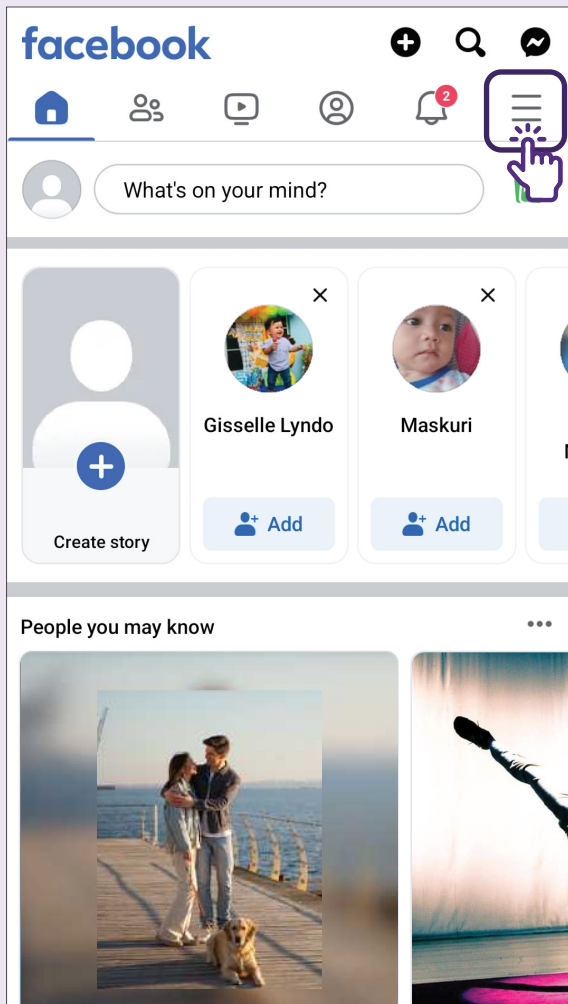 facebook
2
What's on your mind?
Gisselle Lyndo
Maskuri
Add
Add
Create story
People you may know